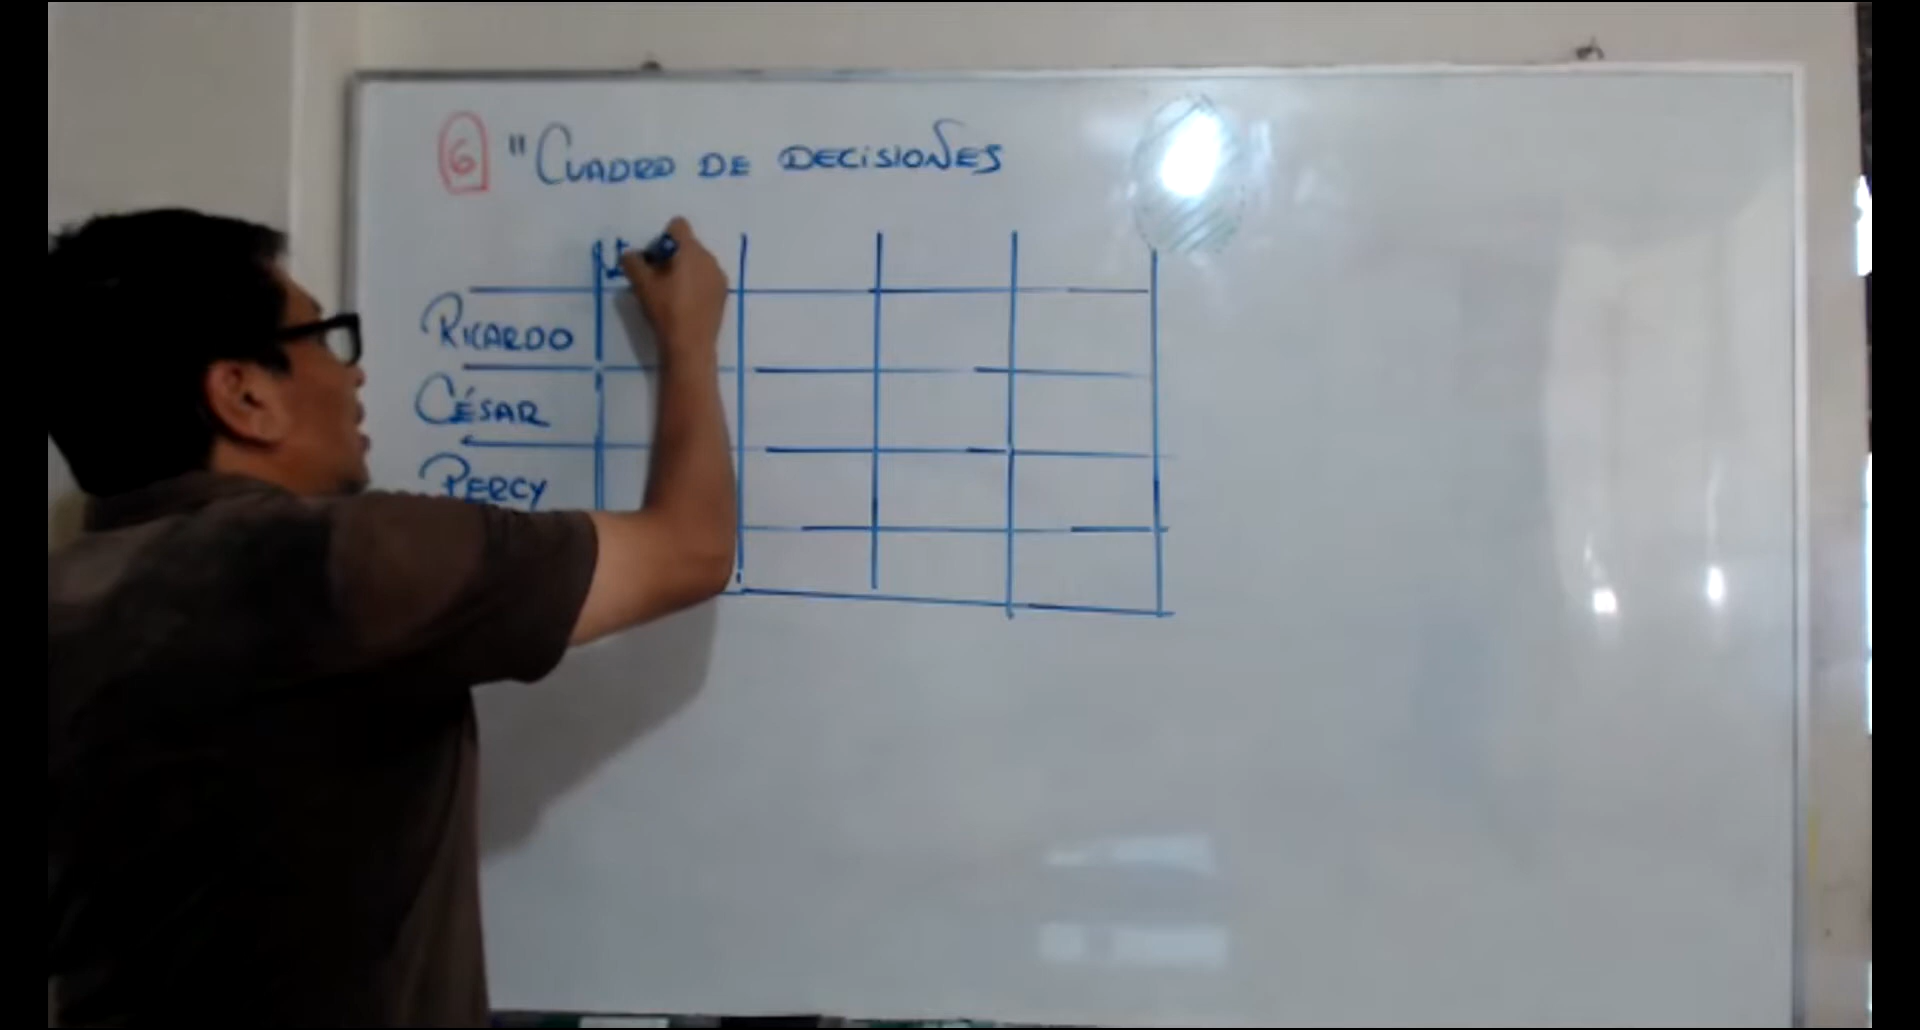 6 "CUADRO DE DECISIONES
RICARDO
CÉSAR
PERCY